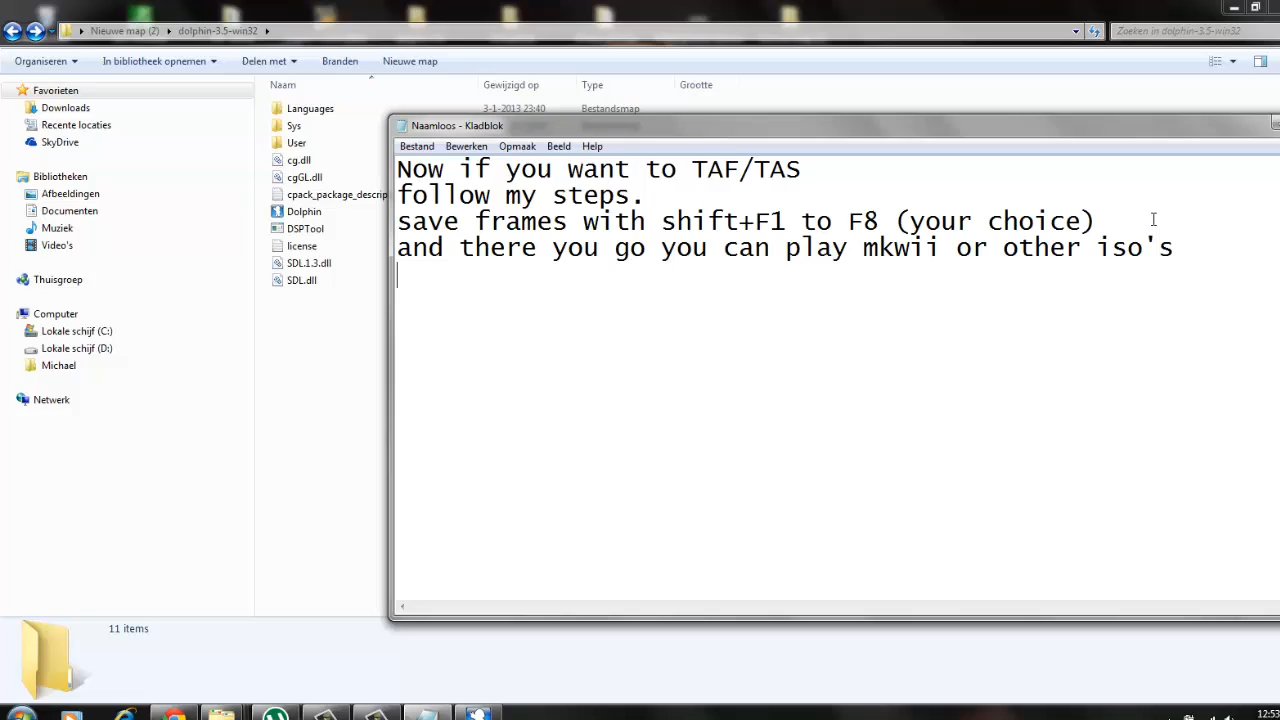 Nieuwe map (2) dolphin-3.5-win32
Zoeken in dolphin-3.5-win32
Organiseren In bibliotheek opnemen Delen met Branden Nieuwe map
Favorieten
Downloads
Recente locaties
SkyDrive
Bibliotheken
Afbeeldingen
Documenten
Muziek
Video's
Thuisgroep
Computer
Lokale schijf (C:)
Lokale schijf (D:)
Michael
Netwerk
Naam Gewijzigd op Type Grootte
Languages 3-1-2013 23:40 Bestandsmap
Sys
User
cg.dll
cgGL.dll
cpack_package_descrip
Dolphin
DSPTool
license
SDL.1.3.dll
SDL.dll
Naamloos - Kladblok
Bestand Bewerken Opmaak Beeld Help
Now if you want to TAF/TAS
follow my steps.
save frames with shift+F1 to F8 (your choice)
and there you go you can play mkwii or other iso's
11 items
12:53